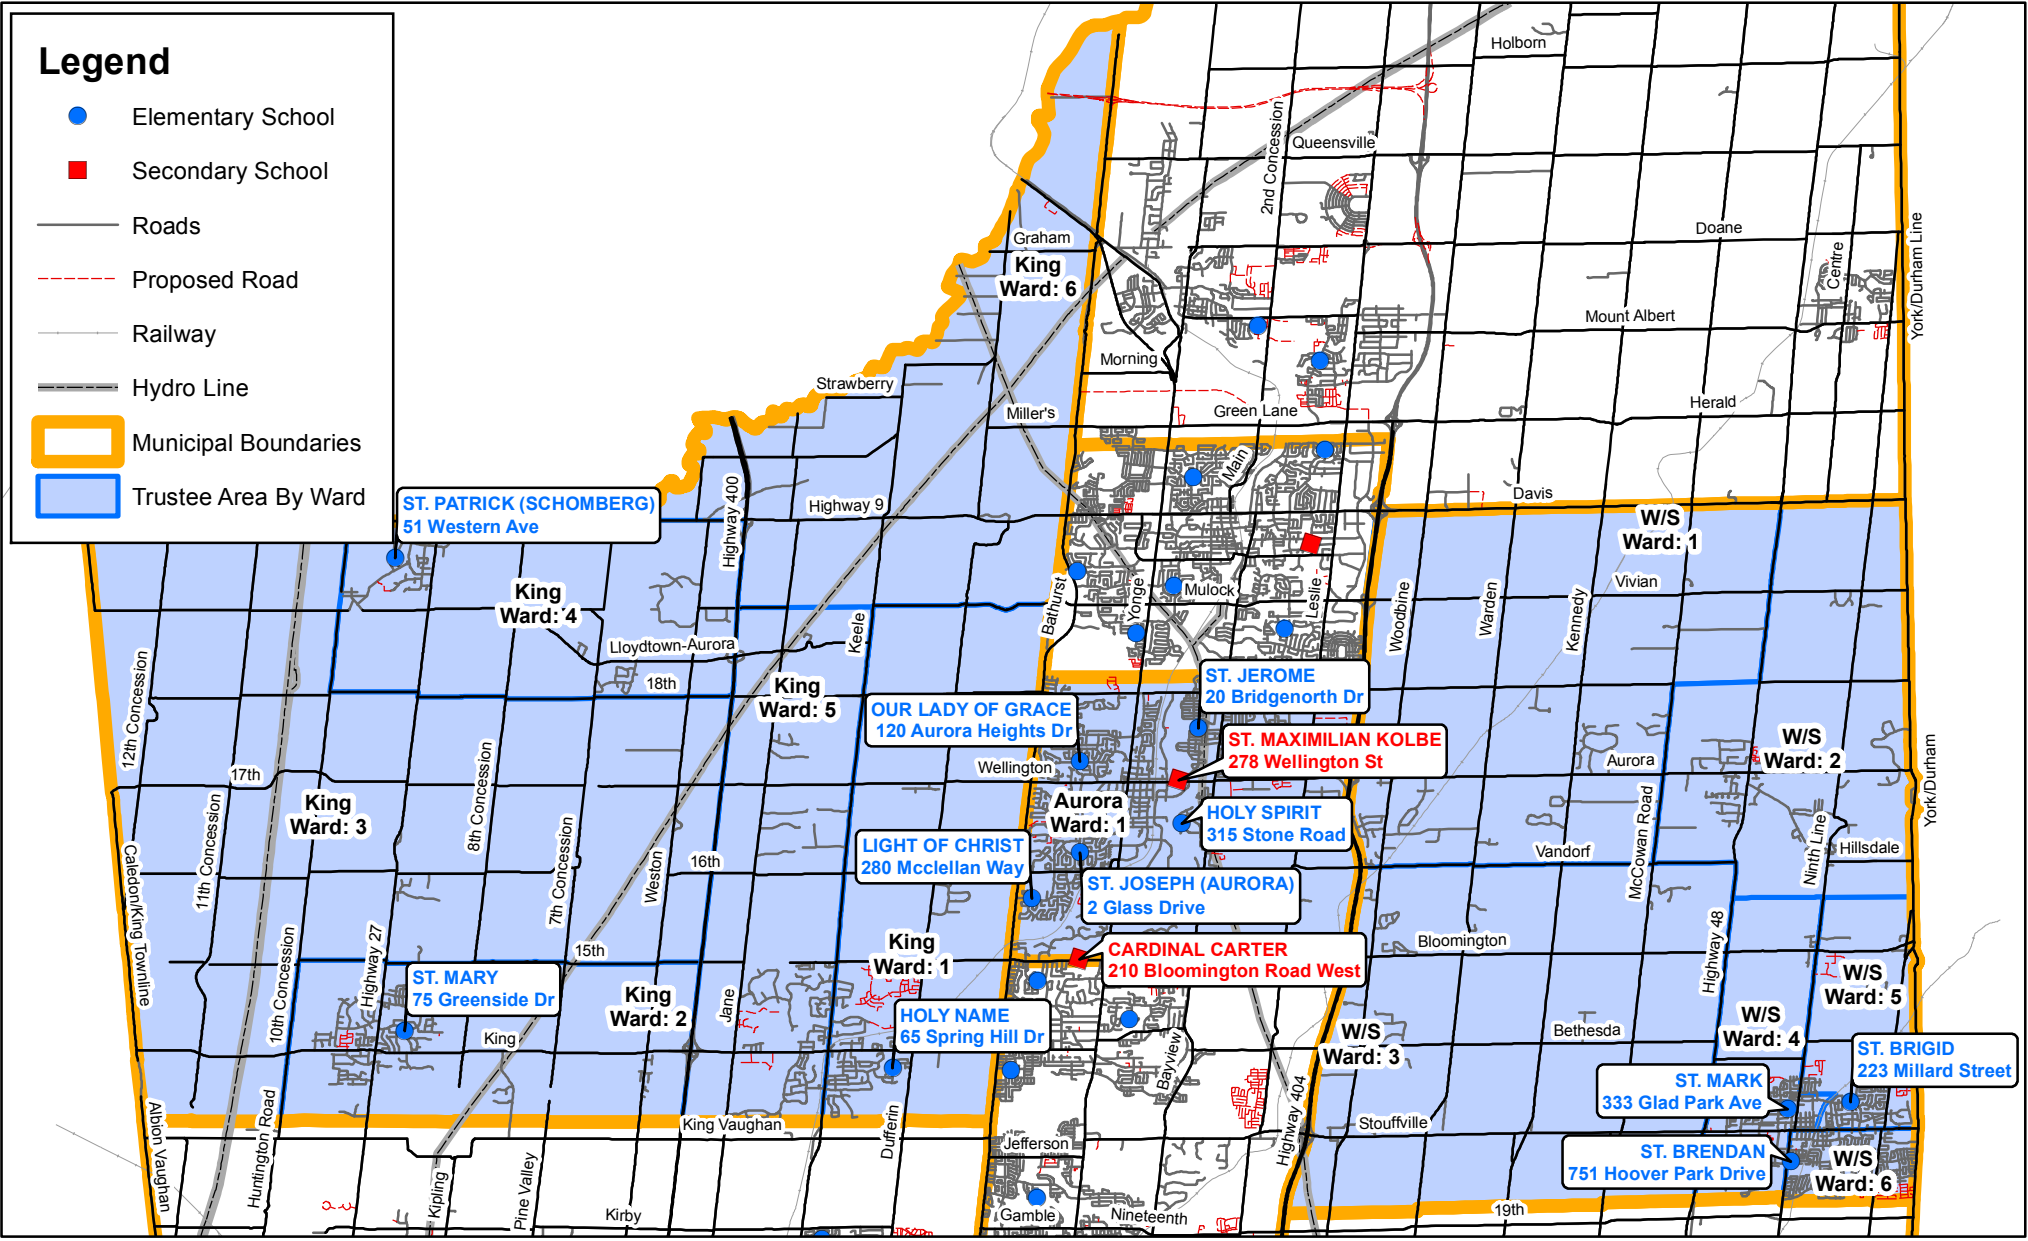 Legend
Elementary School
Secondary School
Roads
Proposed Road
Railway
Hydro Line
Municipal Boundaries
Trustee Area By Ward
Holborn
2nd Concession
Queensville
Doane
Centre
York/Durham Line
Graham
King
Ward: 6
Mount Albert
Morning
Strawberry
Miller's
Green Lane
Herald
Main
Davis
Highway 400
Highway 9
ST. PATRICK (SCHOMBERG)
51 Western Ave
W/S
Ward: 1
King
Ward: 4
Vivian
Bathurst
Yonge
Mulock
Leslie
Woodbine
Warden
Kennedy
Keele
Lloydtown-Aurora
18th
12th Concession
King
Ward: 5
ST. JEROME
20 Bridgenorth Dr
OUR LADY OF GRACE
120 Aurora Heights Dr
ST. MAXIMILIAN KOLBE
278 Wellington St
W/S
Ward: 2
York/Durham
Aurora
17th
Wellington
8th Concession
11th Concession
King
Ward: 3
Aurora
Ward: 1
HOLY SPIRIT
315 Stone Road
McCowan Road
Ninth Line
Hillsdale
Vandorf
LIGHT OF CHRIST
280 Mcclellan Way
16th
Weston
7th Concession
Caledon/King Townline
ST. JOSEPH (AURORA)
2 Glass Drive
Highway 48
Bloomington
15th
King
Ward: 1
CARDINAL CARTER
210 Bloomington Road West
W/S
Ward: 5
10th Concession
Highway 27
ST. MARY
75 Greenside Dr
King
Ward: 2
Jane
HOLY NAME
65 Spring Hill Dr
W/S
Ward: 4
Bethesda
King
W/S
Ward: 3
ST. BRIGID
223 Millard Street
Bayview
ST. MARK
333 Glad Park Ave
Highway 404
Stouffville
Albion Vaughan
Huntington Road
King Vaughan
Dufferin
Jefferson
ST. BRENDAN
751 Hoover Park Drive
W/S
Ward: 6
Kipling
Pine Valley
Kirby
Gamble
Nineteenth
19th